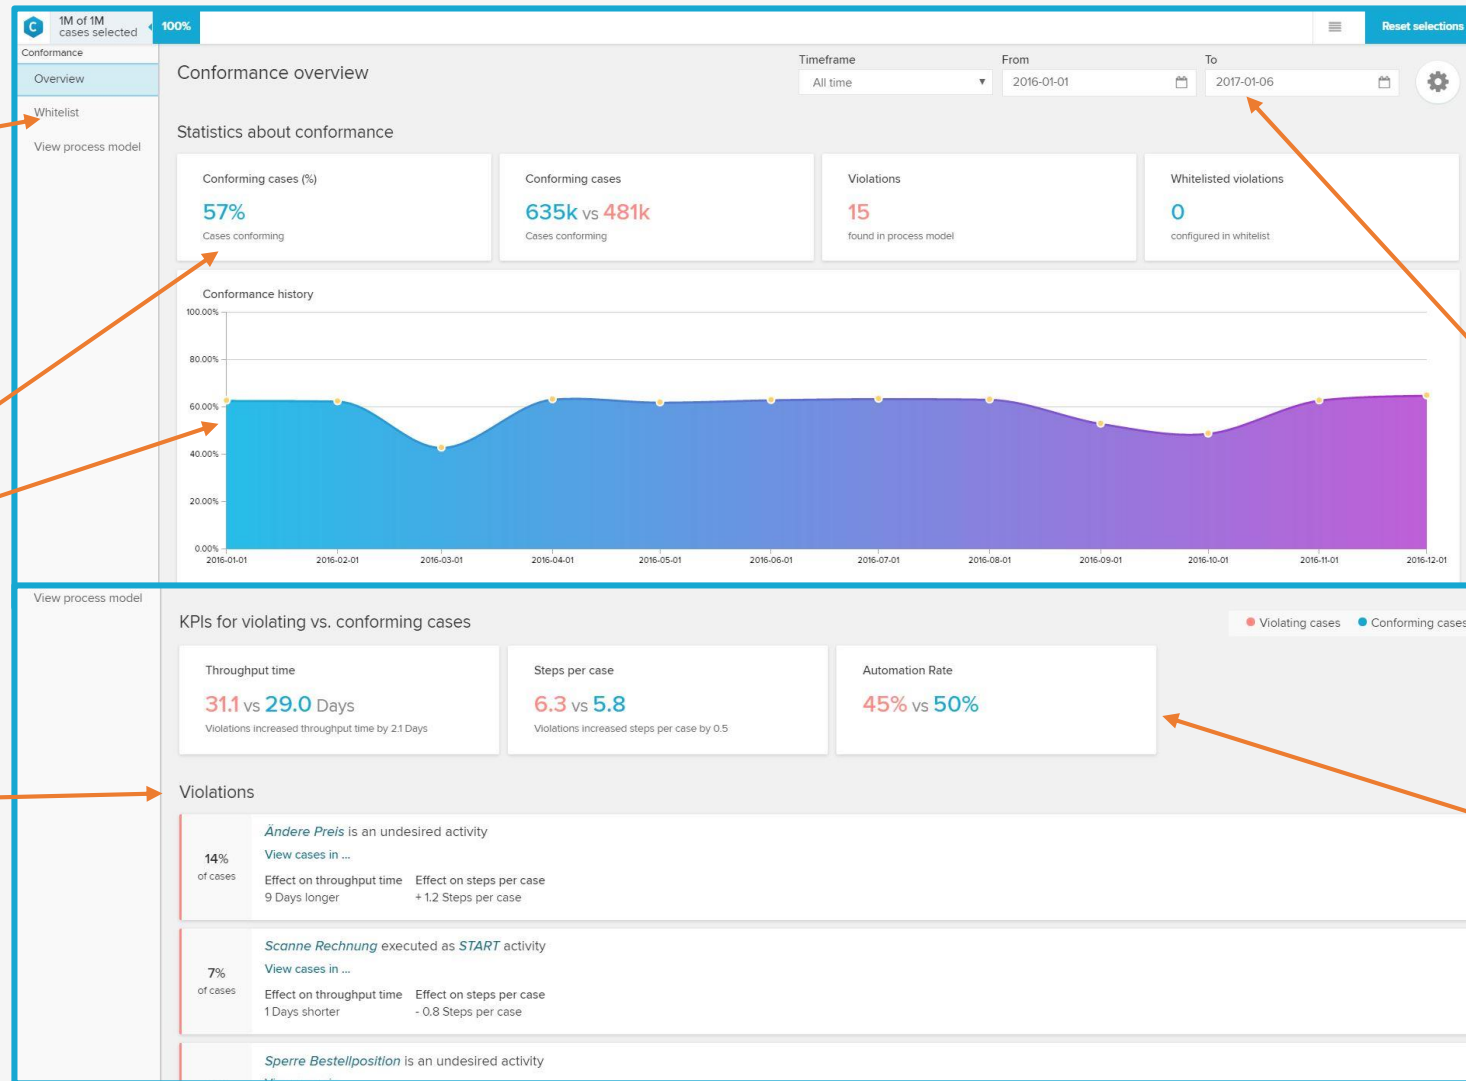 C
1M of 1M
cases selected
100%
Reset selections
Conformance
Overview
Whitelist
View process model
Conformance overview
Timeframe
All time
From
2016-01-01
To
2017-01-06
Statistics about conformance
Conforming cases (%)
57%
Cases conforming
Conforming cases
635k vs 481k
Cases conforming
Violations
15
found in process model
Whitelisted violations
0
configured in whitelist
Conformance history
100.00%
80.00%
60.00%
40.00%
20.00%
0.00%
2016-01-01 2016-02-01 2016-03-01 2016-04-01 2016-05-01 2016-06-01 2016-07-01 2016-08-01 2016-09-01 2016-10-01 2016-11-01 2016-12-01
View process model
KPIs for violating vs. conforming cases
Violating cases Conforming cases
Throughput time
31.1 vs 29.0 Days
Violations increased throughput time by 2.1 Days
Steps per case
6.3 vs 5.8
Violations increased steps per case by 0.5
Automation Rate
45% vs 50%
Violations
14%
of cases
Ändere Preis is an undesired activity
View cases in ...
Effect on throughput time Effect on steps per case
9 Days longer + 1.2 Steps per case
7%
of cases
Scanne Rechnung executed as START activity
View cases in ...
Effect on throughput time Effect on steps per case
1 Days shorter - 0.8 Steps per case
Sperre Bestellposition is an undesired activity